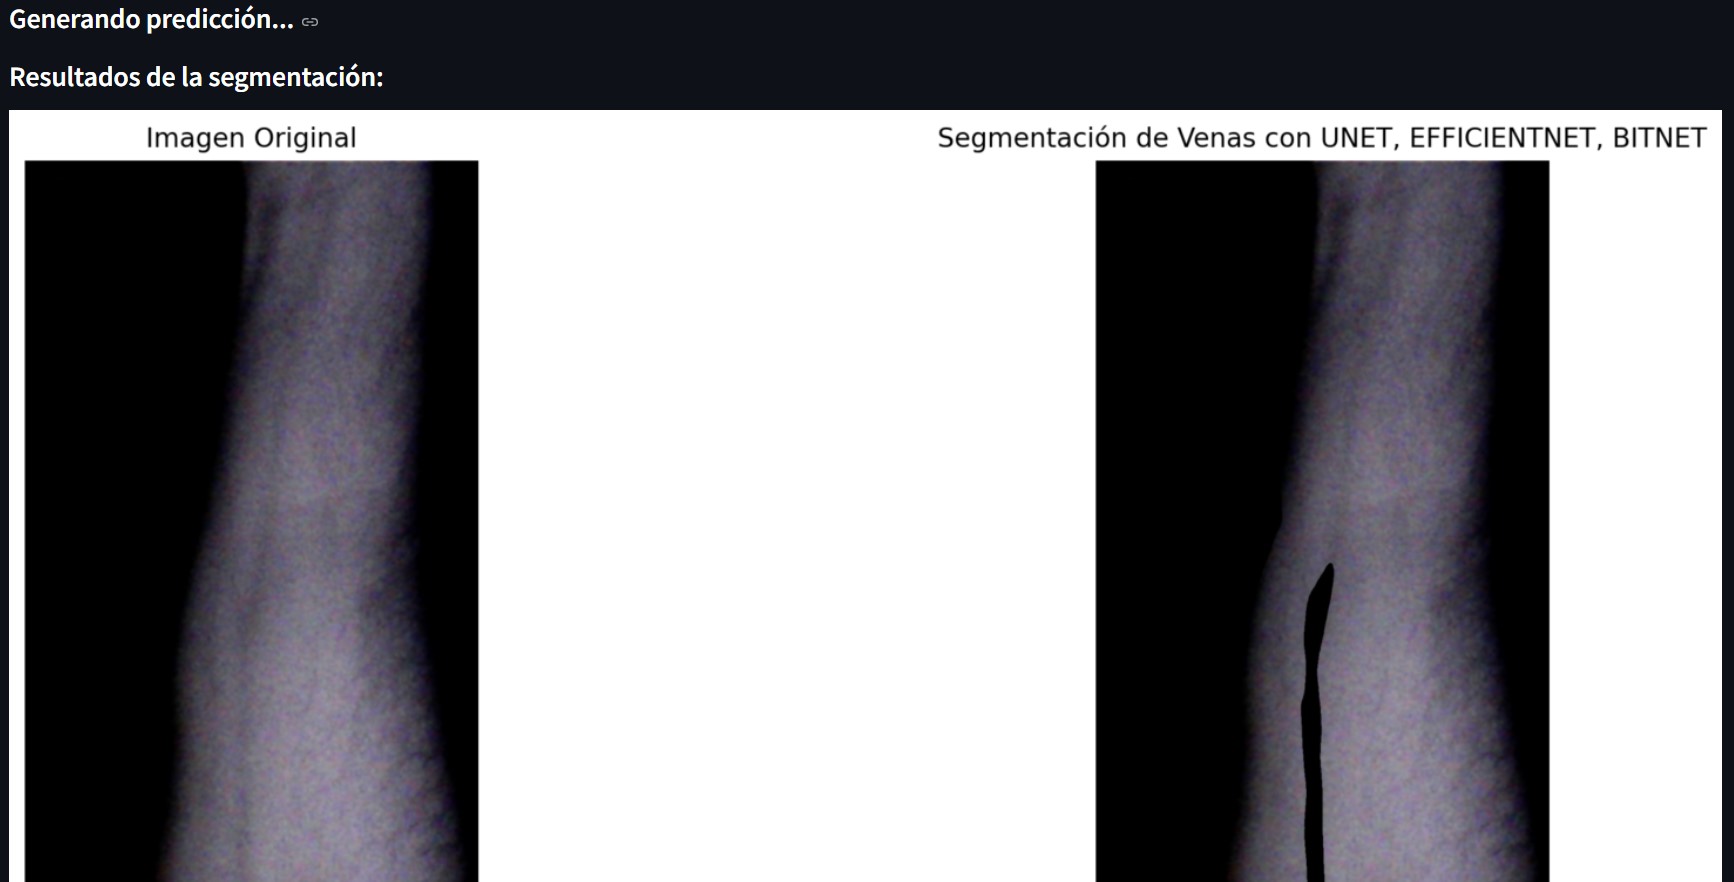 Generando predicción...
Resultados de la segmentación:
Imagen Original
Segmentación de Venas con UNET, EFFICIENTNET, BITNET